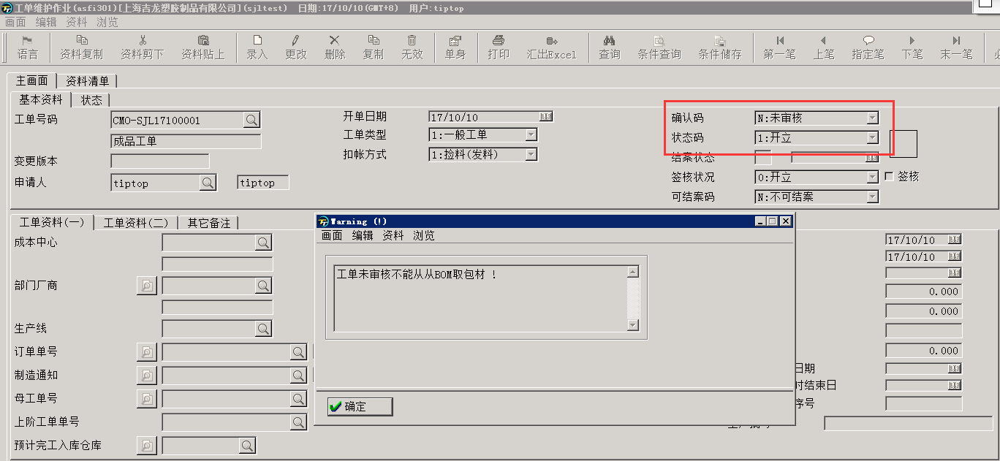 工单维护作业(asfi301)[上海吉龙塑胶制品有限公司](sjltest) 日期:17/10/10(GMT+8) 用户:tiptop
画面 编辑 资料 浏览
语言 资料复制 资料剪下 资料贴上 录入 更改 删除 复制 无效 单身 打印 汇出Excel 查询 条件查询 条件储存 第一笔 上笔 指定笔 下笔 末一笔
主画面 资料清单
基本资料 状态
工单号码 CMO-SJL17100001 开单日期 17/10/10 确认码 N:未审核
成品工单 工单类型 1:一般工单 状态码 1:开立
变更版本 扣帐方式 1:捡料(发料) 结案状态
申请人 tiptop tiptop 签核状况 0:开立 签核
可结案码 N:不可结案
工单资料(一) 工单资料(二) 其它备注
Warning (!)
画面 编辑 资料 浏览
工单未审核不能从从BOM取包材 !
确定
成本中心 17/10/10
17/10/10
部门厂商 0.000
0.000
生产线
订单单号 0.000
制造通知 日期
时结束日
母工单号 序号
上阶工单单号
预计完工入库仓库